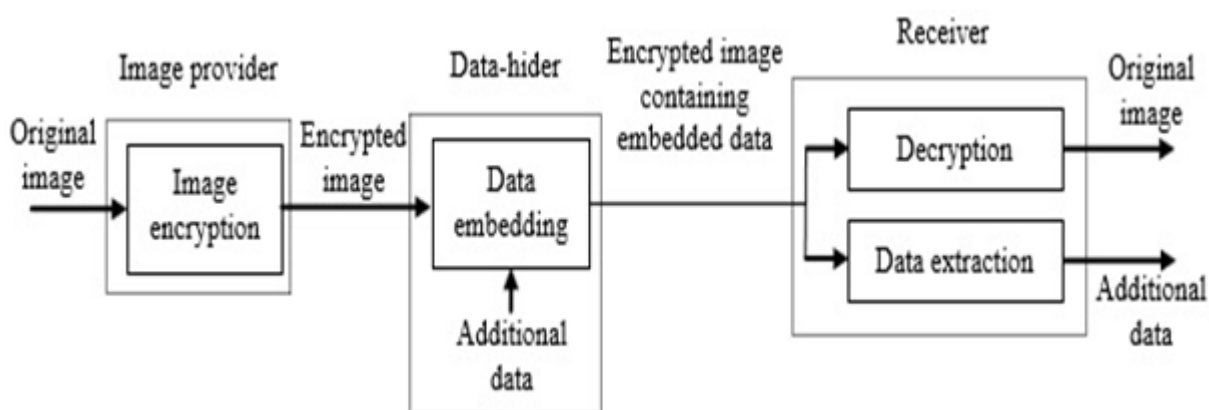 Image provider
Original
image
Image
encryption
Encrypted
image
Data-hider
Data
embedding
Additional
data
Encrypted image
containing
embedded data
Receiver
Decryption
Data extraction
Original
image
Additional
data